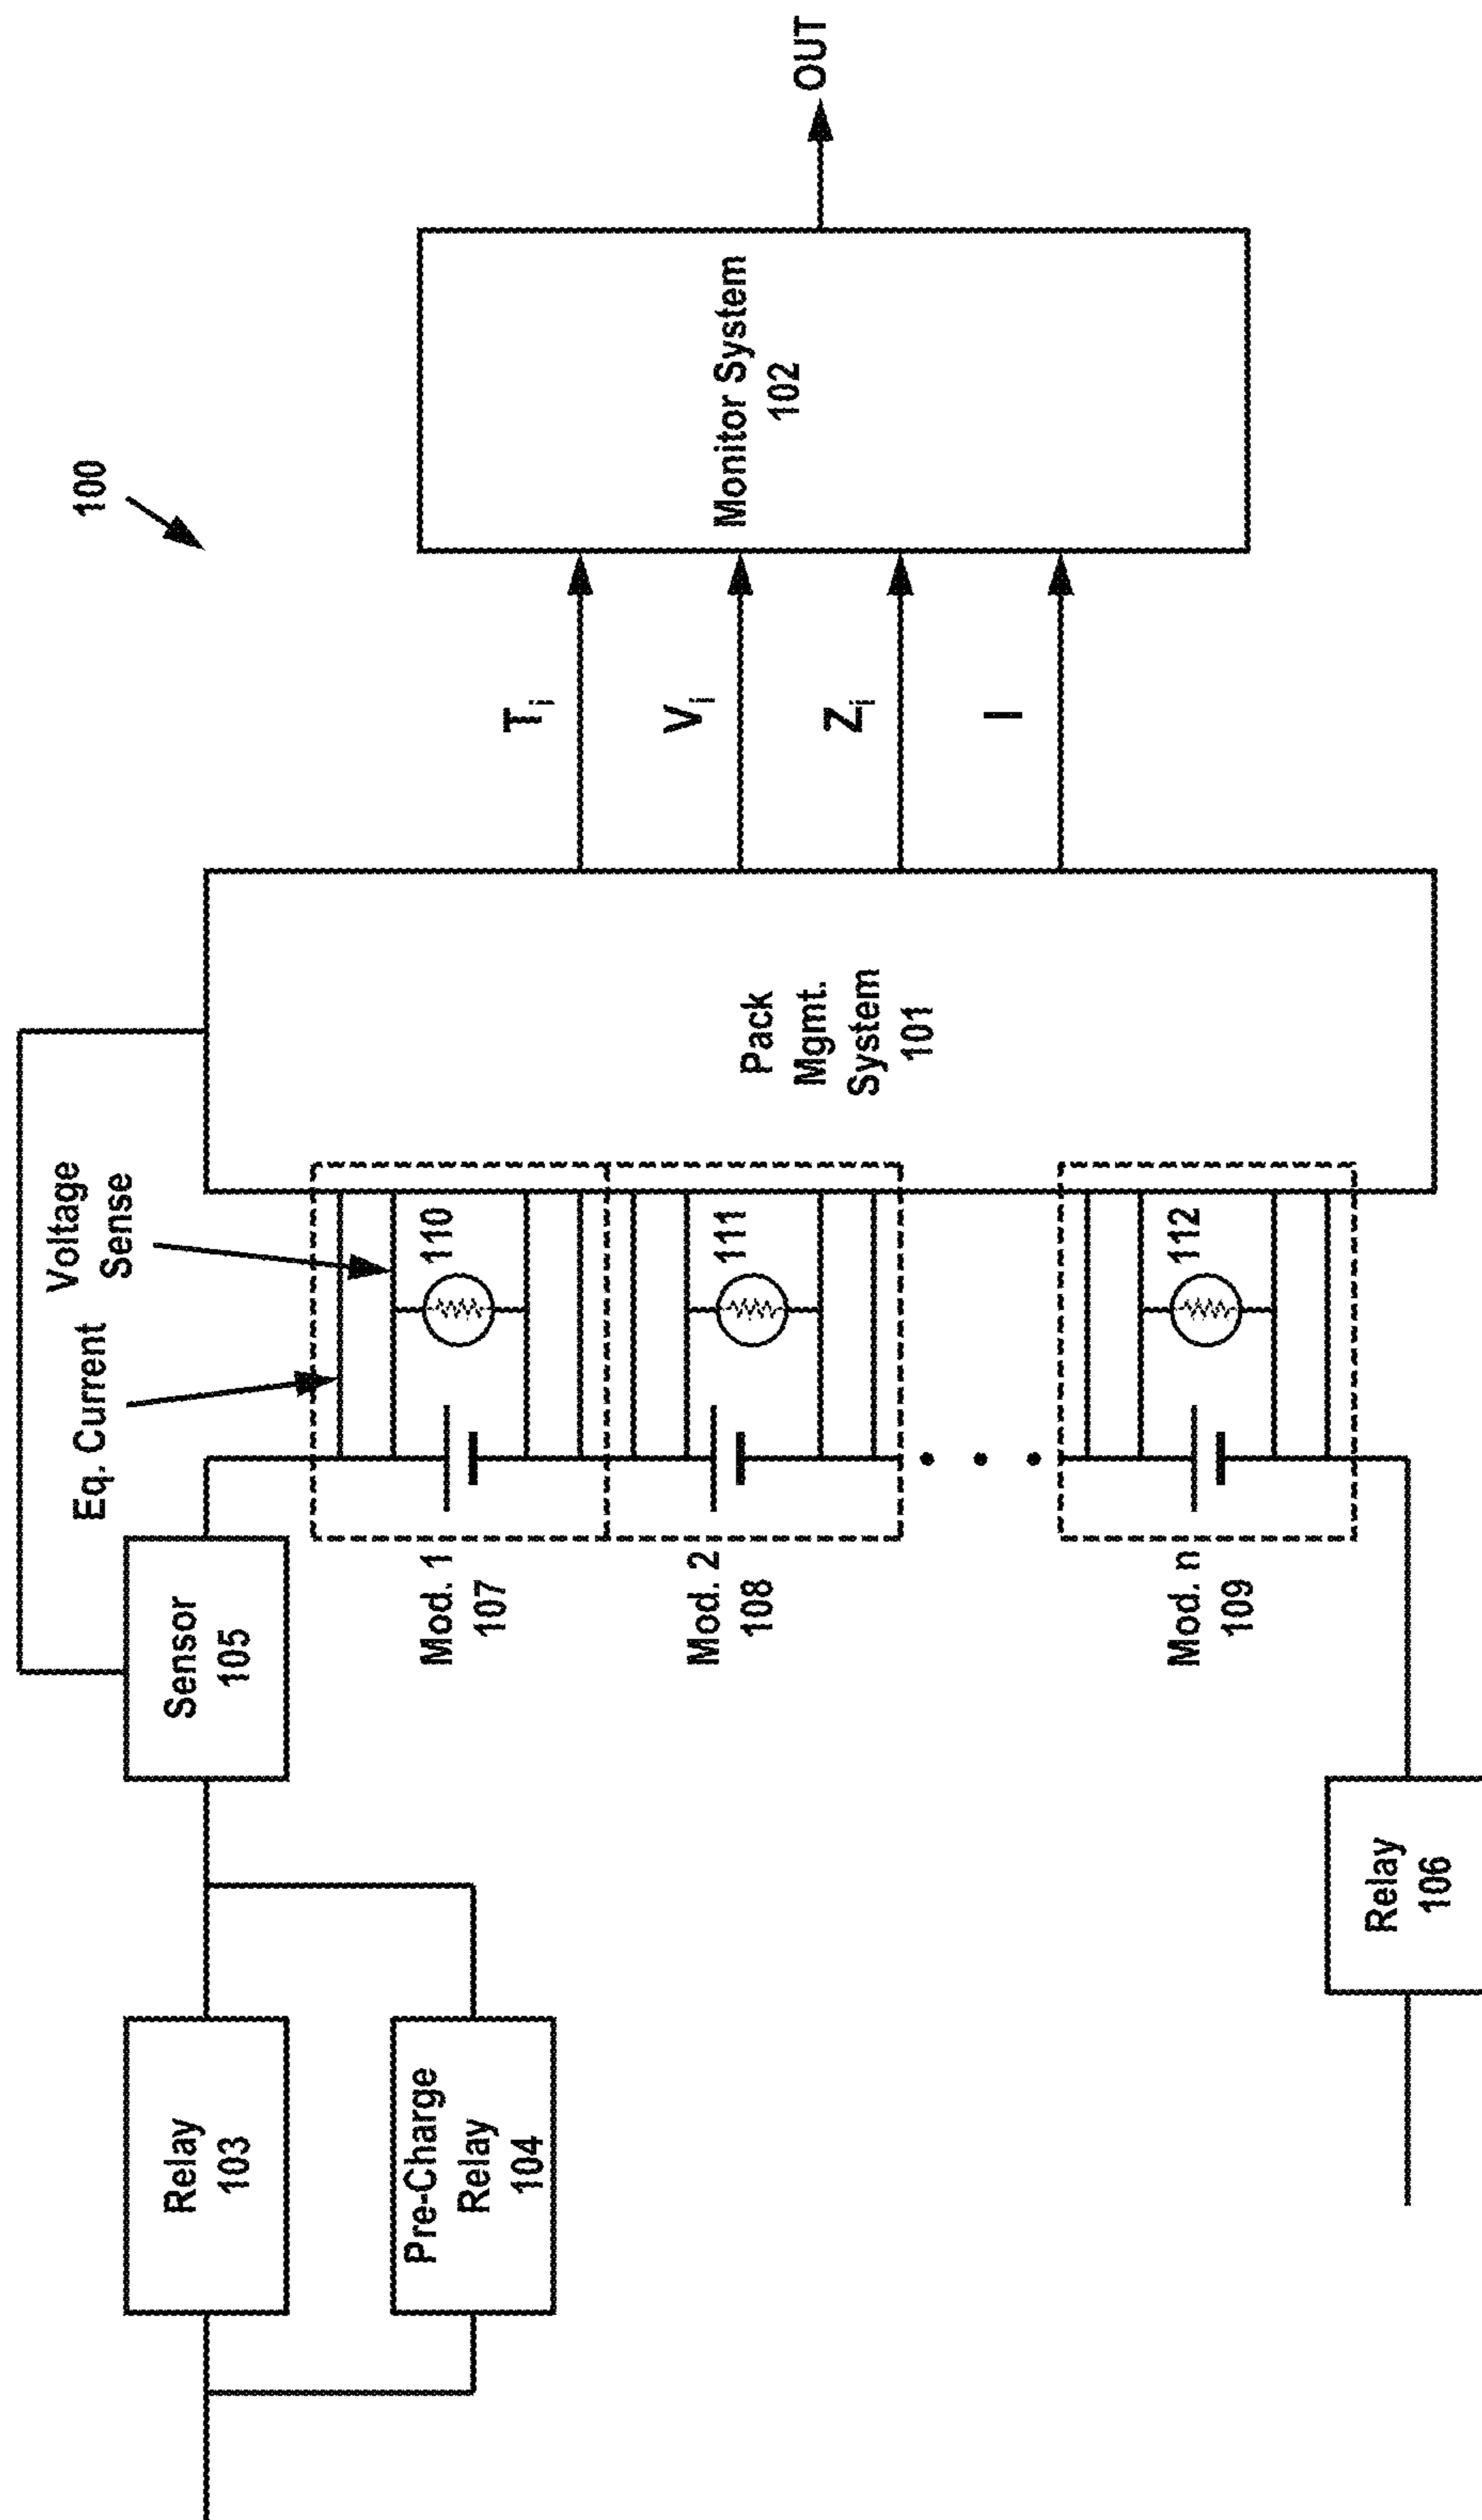 100
Voltage
Sense
Eq. Current
Sensor
105
Relay
103
Pre-Charge
Relay
104
Mod. 1
107
110
Mod. 2
108
111
Mod. n
109
112
Relay
106
Pack
Mgmt.
System
101
Ti
Vi
Zi
I
Monitor System
102
OUT